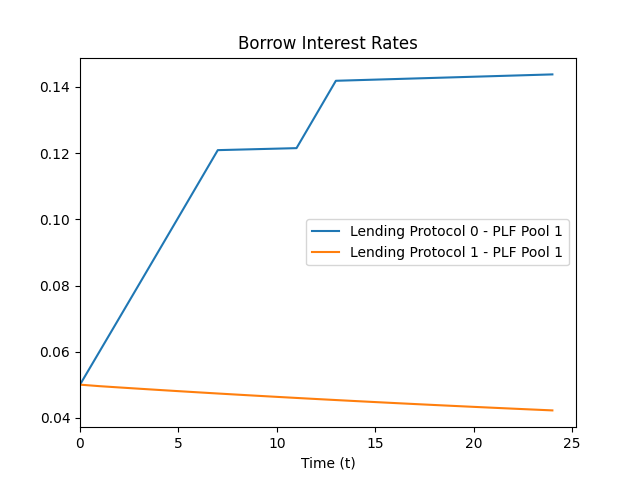 Borrow Interest Rates
0.14
0.12
0.10
0.08
0.06
0.04
Lending Protocol 0 - PLF Pool 1
Lending Protocol 1 - PLF Pool 1
0 5 10 15 20 25
Time (t)